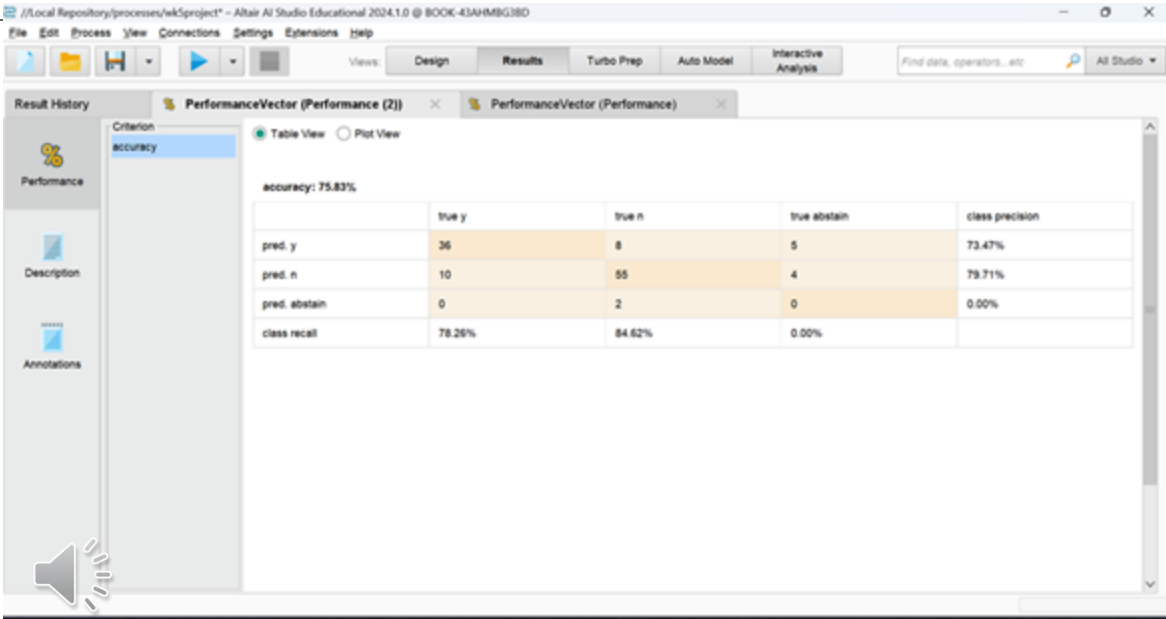 //Local Repository/processes/wk5project* – Altair AI Studio Educational 2024.1.0 @ BOOK-43AHMBG3BD
File Edit Process View Connections Settings Extensions Help
Views: Design Results Turbo Prep Auto Model Interactive Analysis Find data, operators...etc All Studio
Result History PerformanceVector (Performance (2)) PerformanceVector (Performance)
Criterion
accuracy
Performance
Description
Annotations
Table View Plot View
accuracy: 75.83%
true y true n true abstain class precision
pred. y 36 8 5 73.47%
pred. n 10 55 4 79.71%
pred. abstain 0 2 0 0.00%
class recall 78.26% 84.62% 0.00%